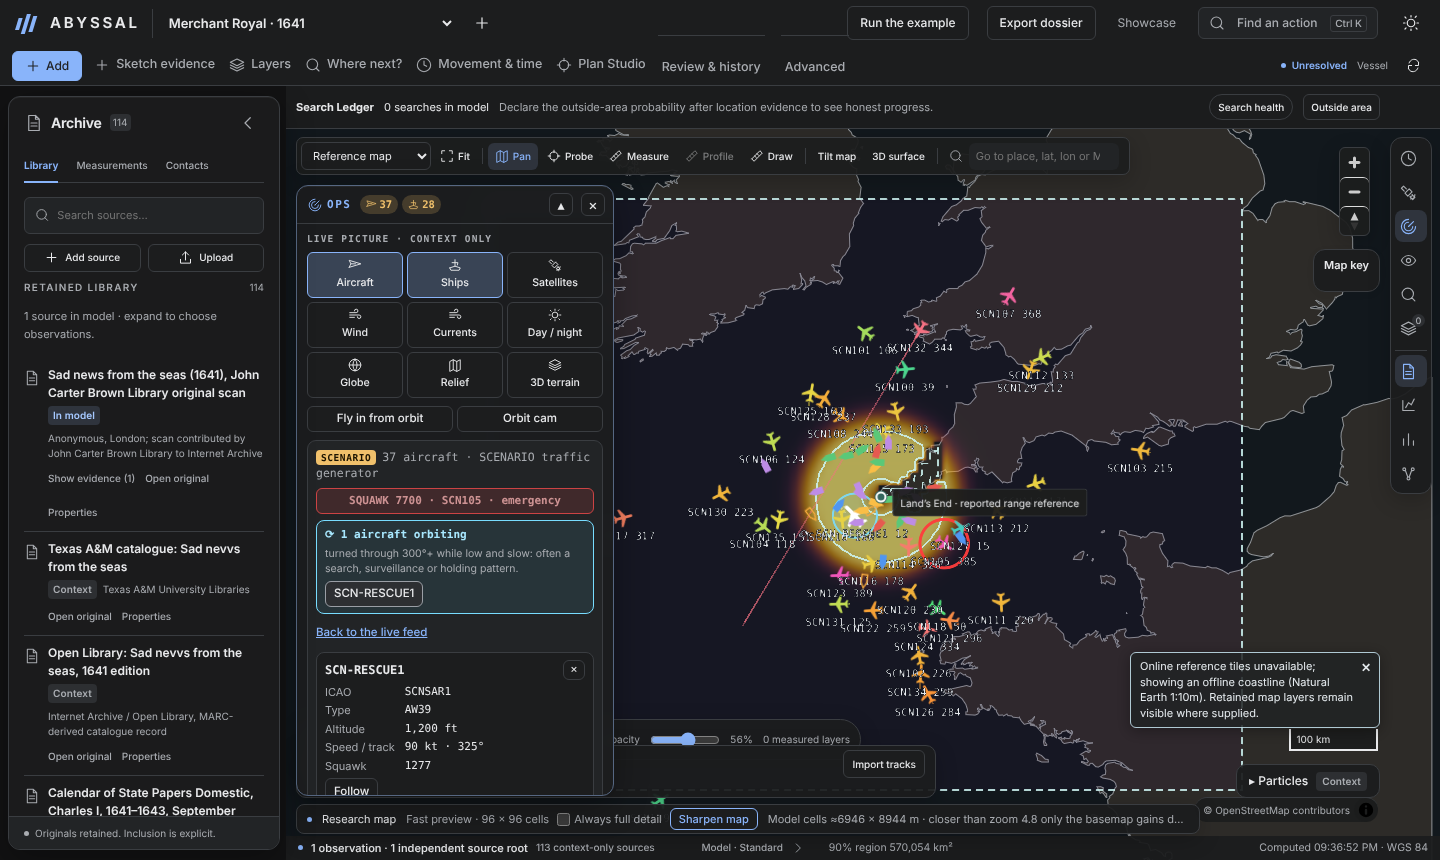 ABYSSAL
Merchant Royal · 1641
Run the example
Export dossier
Showcase
Find an action
Ctrl K
Add
Sketch evidence
Layers
Where next?
Movement & time
Plan Studio
Review & history
Advanced
Unresolved
Vessel
Archive
114
Library
Measurements
Contacts
Search sources...
Add source
Upload
RETAINED LIBRARY
114
1 source in model · expand to choose
observations.
Sad news from the seas (1641), John
Carter Brown Library original scan
In model
Anonymous, London; scan contributed by
John Carter Brown Library to Internet Archive
Show evidence (1)
Open original
Properties
Texas A&M catalogue: Sad nevvs
from the seas
Context
Texas A&M University Libraries
Open original
Properties
Open Library: Sad nevvs from the
seas, 1641 edition
Context
Internet Archive / Open Library, MARC-
derived catalogue record
Open original
Properties
Calendar of State Papers Domestic,
Charles I, 1641–1643, September
Originals retained. Inclusion is explicit.
Search Ledger
0 searches in model
Declare the outside-area probability after location evidence to see honest progress.
Search health
Outside area
Reference map
Fit
Pan
Probe
Measure
Profile
Draw
Tilt map
3D surface
Go to place, lat, lon or M
OPS
37
28
LIVE PICTURE · CONTEXT ONLY
Aircraft
Ships
Satellites
Wind
Currents
Day / night
Globe
Relief
3D terrain
Fly in from orbit
Orbit cam
SCENARIO 37 aircraft · SCENARIO traffic
generator
SQUAWK 7700 · SCN105 · emergency
1 aircraft orbiting
turned through 300°+ while low and slow: often a
search, surveillance or holding pattern.
SCN-RESCUE1
Back to the live feed
SCN-RESCUE1
ICAO SCNSAR1
Type AW39
Altitude 1,200 ft
Speed / track 90 kt · 325°
Squawk 1277
Follow
Map key
0
SCN107 368
SCN132 344
SCN100 39
SCN129 212
SCN106 124
SCN103 215
SCN130 223
Land's End · reported range reference
17 317
SCN113 212
SCN104 118
SCN116 178
SCN123 389
SCN111 220
SCN122 259
SCN124 334
SCN126 284
Online reference tiles unavailable;
showing an offline coastline (Natural
Earth 1:10m). Retained map layers remain
visible where supplied.
100 km
pacity
56%
0 measured layers
Import tracks
Particles
Context
© OpenStreetMap contributors
Research map
Fast preview · 96 × 96 cells
Always full detail
Sharpen map
Model cells ≈6946 × 8944 m · closer than zoom 4.8 only the basemap gains d...
1 observation · 1 independent source root
113 context-only sources
Model · Standard
90% region 570,054 km²
Computed 09:36:52 PM · WGS 84